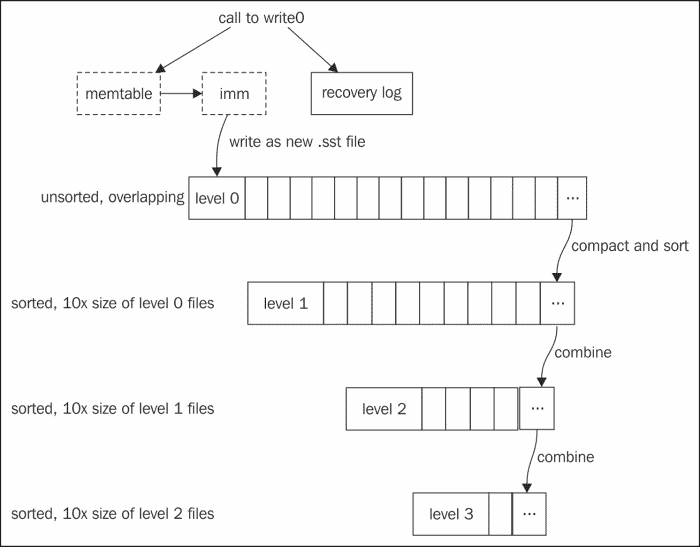 call to write0
memtable
imm
recovery log
write as new .sst file
unsorted, overlapping
level 0
...
compact and sort
sorted, 10x size of level 0 files
level 1
...
combine
sorted, 10x size of level 1 files
level 2
...
combine
sorted, 10x size of level 2 files
level 3
...